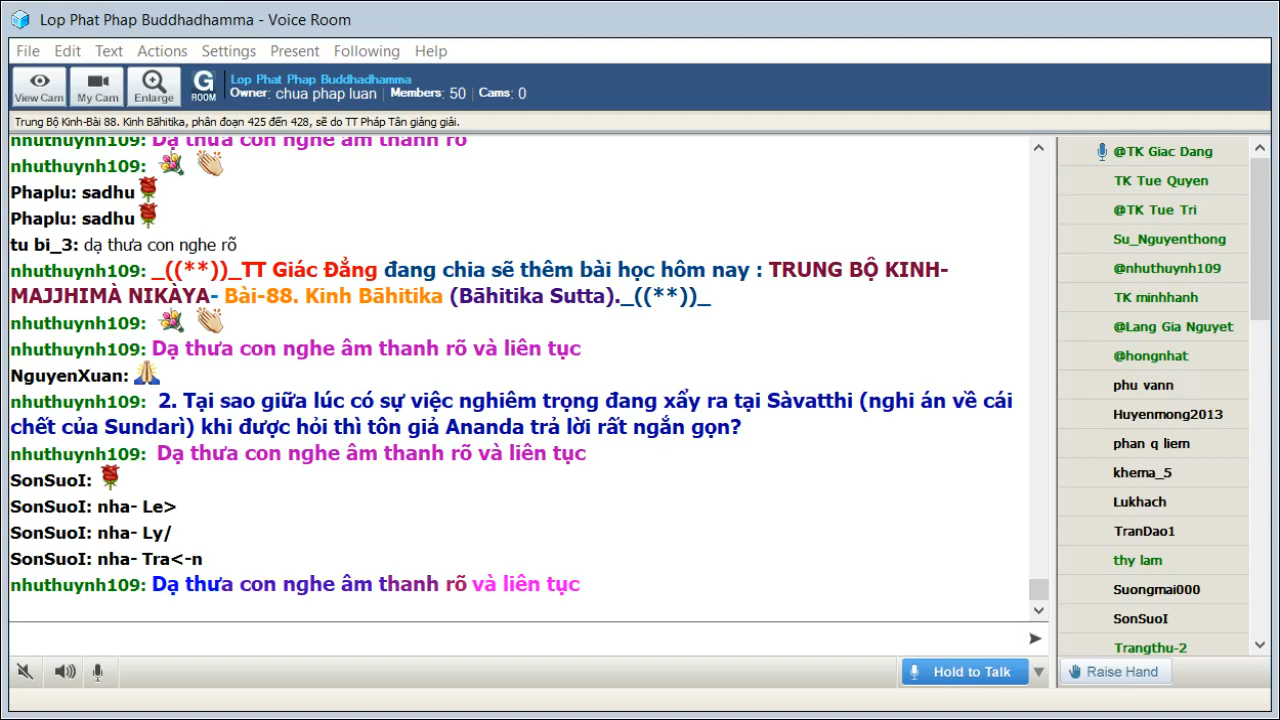 Lop Phat Phap Buddhadhamma - Voice Room
File Edit Text Actions Settings Present Following Help
View Cam My Cam Enlarge G ROOM
Lop Phat Phap Buddhadhamma
Owner: chua phap luan Members: 50 Cams: 0
Trung Bộ Kinh-Bài 88. Kinh Bāhitika, phân đoạn 425 đến 428, sẽ do TT Pháp Tân giảng giải.
nhuthuynh109: Dạ thưa con nghe âm thanh rõ
nhuthuynh109:
Phaplu: sadhu
Phaplu: sadhu
tu bi_3: dạ thưa con nghe rõ
nhuthuynh109: _((**))_TT Giác Đẳng đang chia sẽ thêm bài học hôm nay : TRUNG BỘ KINH-
MAJJHIMÀ NIKÀYA- Bài-88. Kinh Bāhitika (Bāhitika Sutta)._((**))_
nhuthuynh109:
nhuthuynh109: Dạ thưa con nghe âm thanh rõ và liên tục
NguyenXuan:
nhuthuynh109: 2. Tại sao giữa lúc có sự việc nghiêm trọng đang xẩy ra tại Sàvatthi (nghi án về cái
chết của Sundarì) khi được hỏi thì tôn giả Ananda trả lời rất ngắn gọn?
nhuthuynh109: Dạ thưa con nghe âm thanh rõ và liên tục
SonSuoI:
SonSuoI: nha- Le>
SonSuoI: nha- Ly/
SonSuoI: nha- Tra<-n
nhuthuynh109: Dạ thưa con nghe âm thanh rõ và liên tục
@TK Giac Dang
TK Tue Quyen
@TK Tue Tri
Su_Nguyenthong
@nhuthuynh109
TK minhhanh
@Lang Gia Nguyet
@hongnhat
phu vann
Huyenmong2013
phan q liem
khema_5
Lukhach
TranDao1
thy lam
Suongmai000
SonSuoI
Trangthu-2
Hold to Talk
Raise Hand